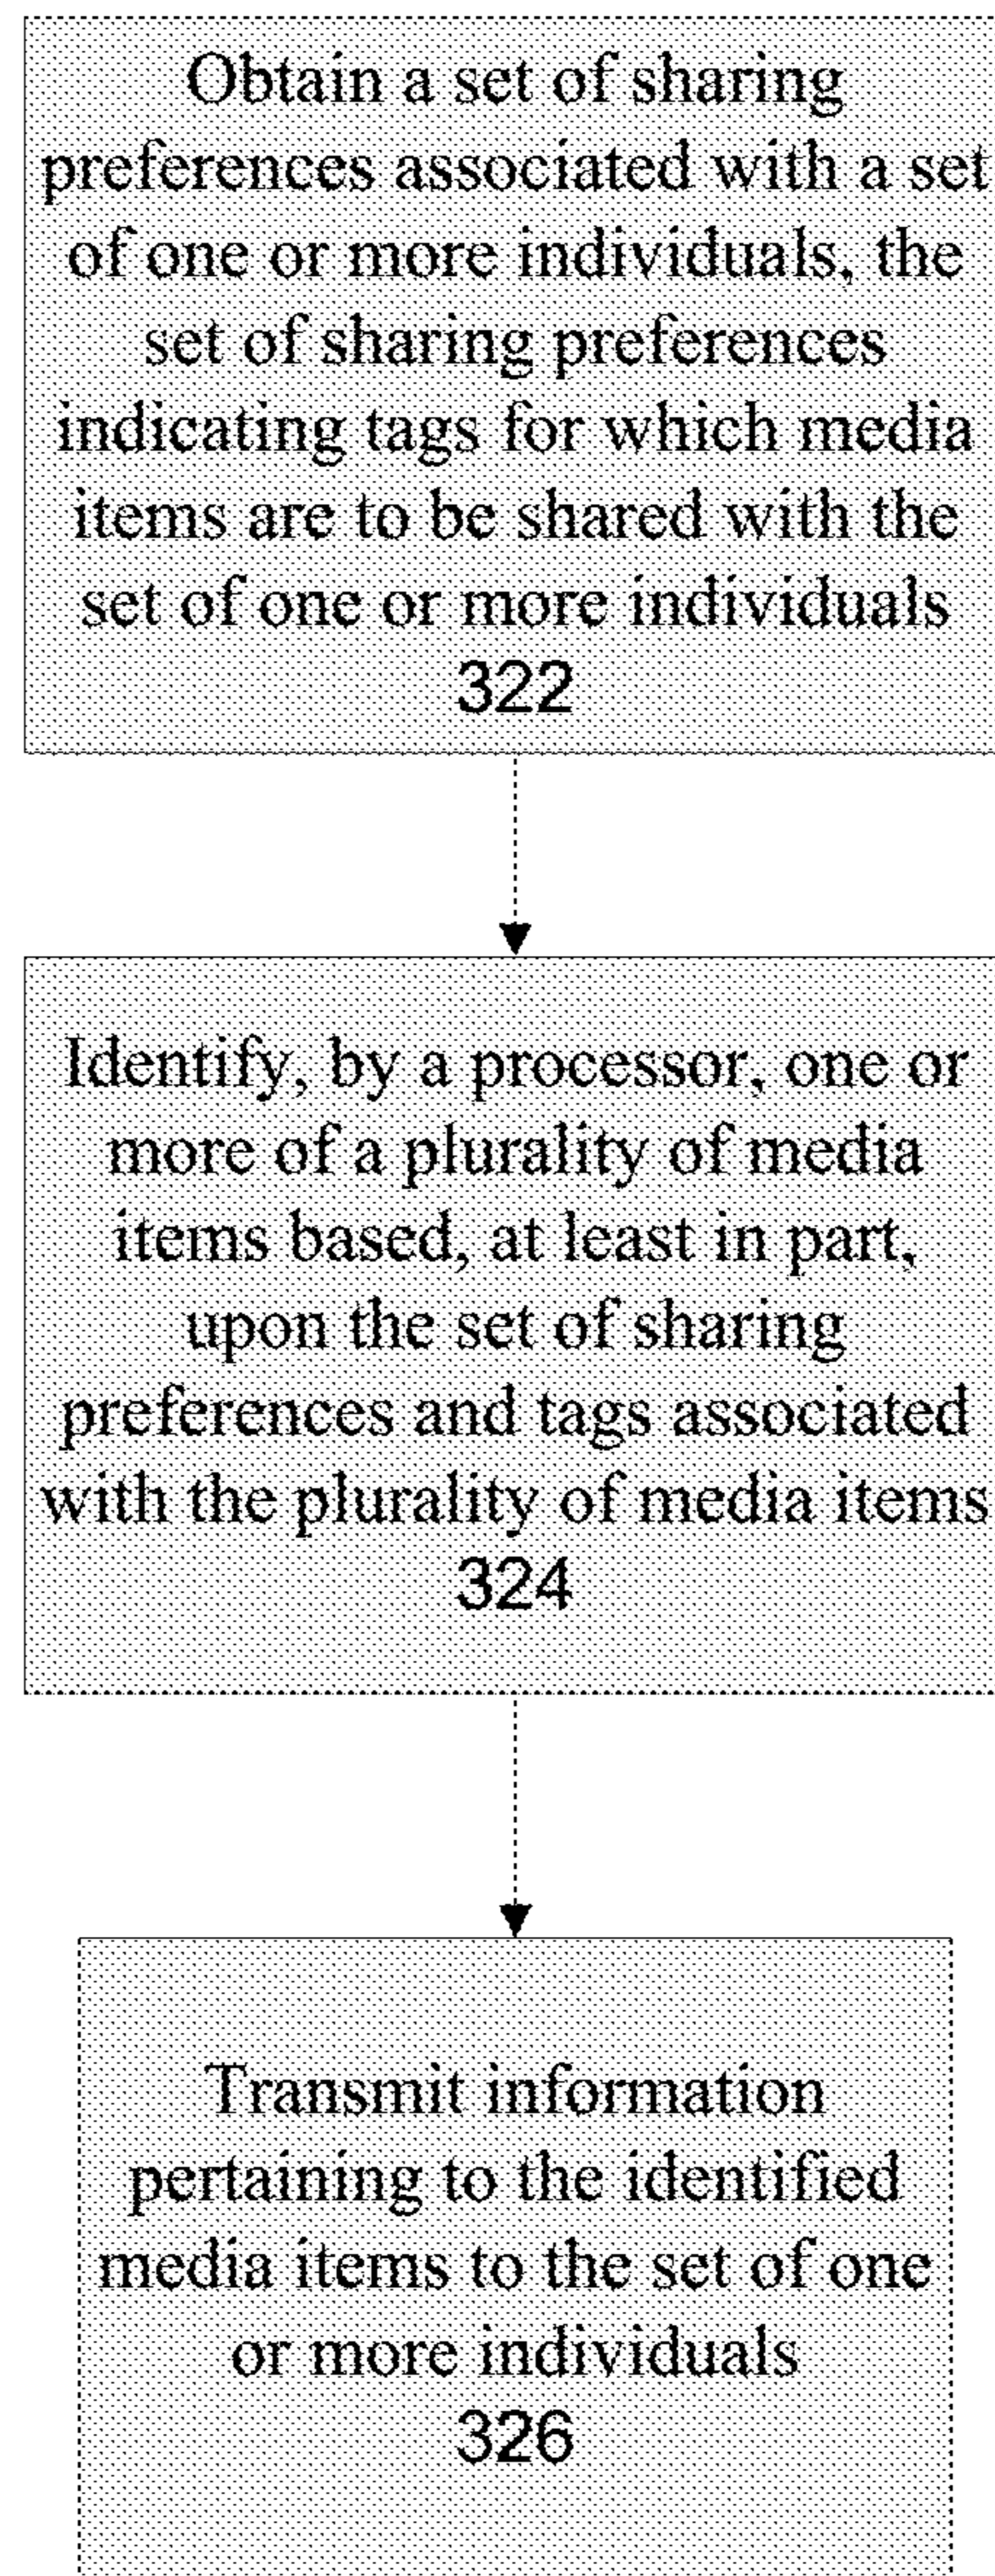 Obtain a set of sharing
preferences associated with a set
of one or more individuals, the
set of sharing preferences
indicating tags for which media
items are to be shared with the
set of one or more individuals
322
Identify, by a processor, one or
more of a plurality of media
items based, at least in part,
upon the set of sharing
preferences and tags associated
with the plurality of media items
324
Transmit information
pertaining to the identified
media items to the set of one
or more individuals
326